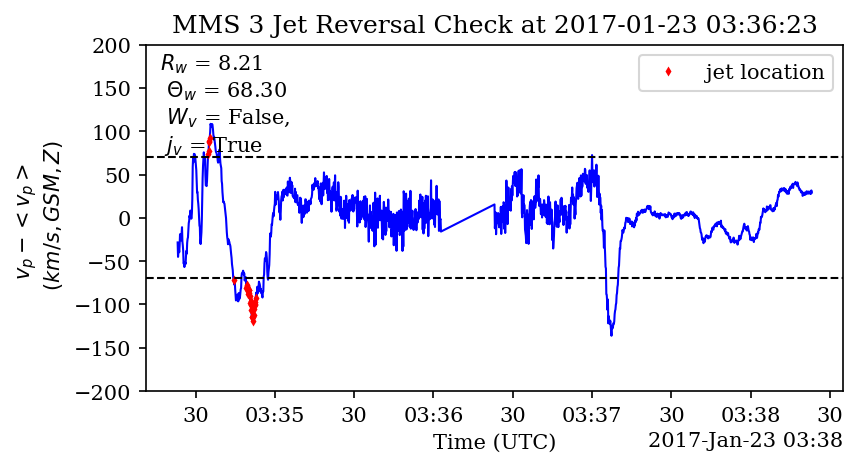 MMS 3 Jet Reversal Check at 2017-01-23 03:36:23
R_w = 8.21
Θ_w = 68.30
W_v = False,
j_v = True
jet location
200
150
100
50
0
−50
−100
−150
−200
v_p − < v_p >
(km/s, GSM, Z)
30 03:35 30 03:36 30 03:37 30 03:38 30
Time (UTC)
2017-Jan-23 03:38